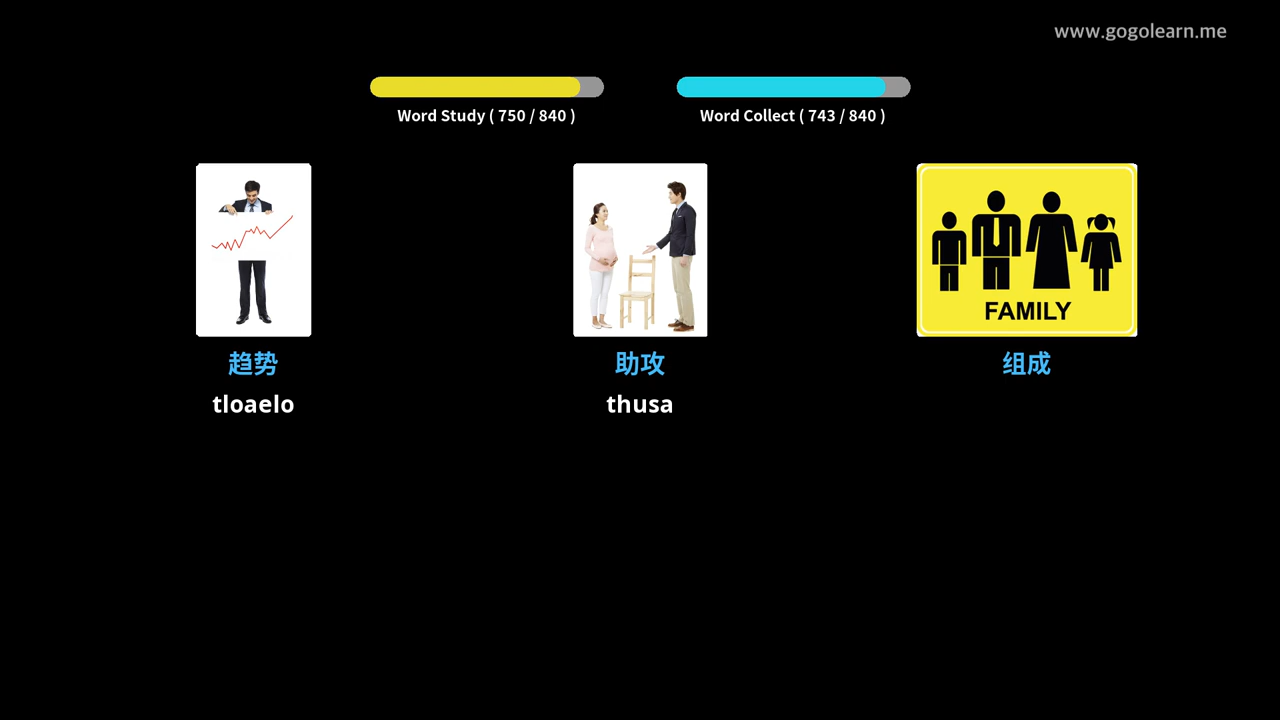 www.gogolearn.me
Word Study ( 750 / 840 )
Word Collect ( 743 / 840 )
FAMILY
趋势
助攻
组成
tloaelo
thusa